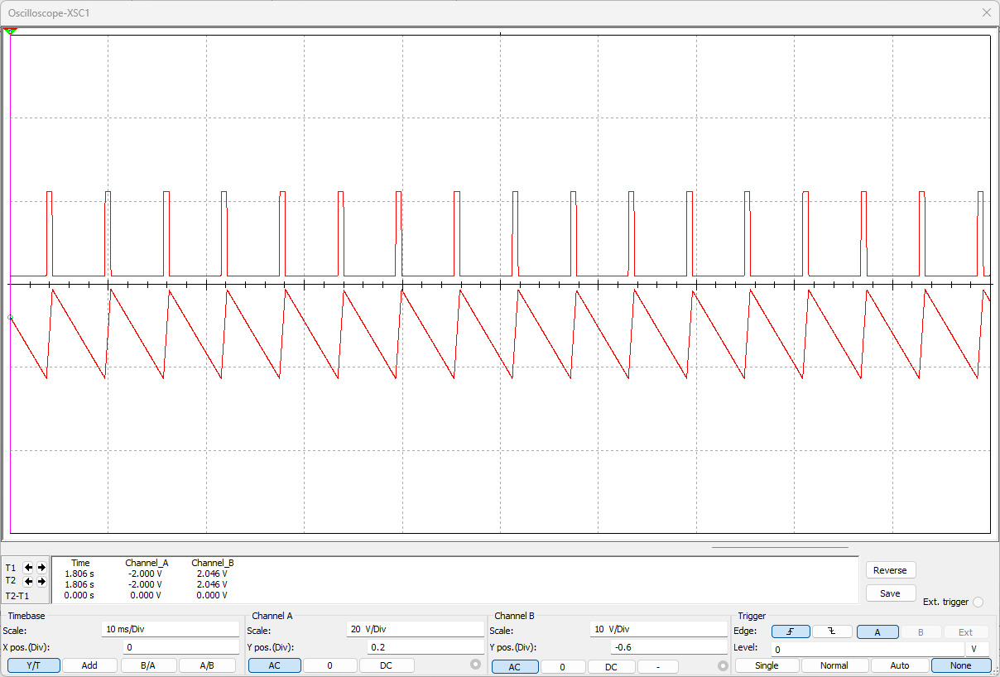 Oscilloscope-XSC1
Time Channel_A Channel_B
T1 1.806 s -2.000 V 2.046 V
T2 1.806 s -2.000 V 2.046 V
T2-T1 0.000 s 0.000 V 0.000 V
Reverse
Save
Ext. trigger
Timebase
Scale: 10 ms/Div
X pos.(Div): 0
Y/T Add B/A A/B
Channel A
Scale: 20 V/Div
Y pos.(Div): 0.2
AC 0 DC
Channel B
Scale: 10 V/Div
Y pos.(Div): -0.6
AC 0 DC -
Trigger
Edge: A B Ext
Level: 0 V
Single Normal Auto None